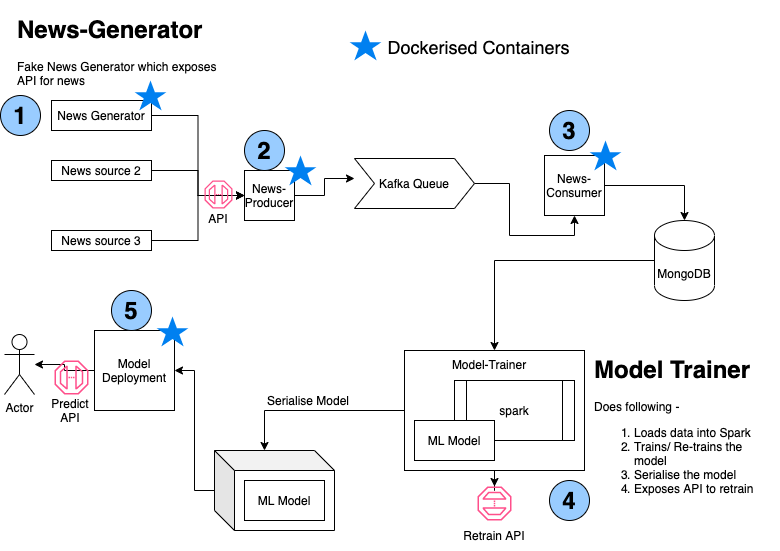 News-Generator
Dockerised Containers
Fake News Generator which exposes
API for news
1
News Generator
2
3
News source 2
News-
Producer
Kafka Queue
News-
Consumer
API
News source 3
MongoDB
5
Model
Deployment
Actor
Predict
API
Serialise Model
Model-Trainer
spark
ML Model
ML Model
Model Trainer
Does following -
1. Loads data into Spark
2. Trains/ Re-trains the
model
3. Serialise the model
4. Exposes API to retrain
4
Retrain API